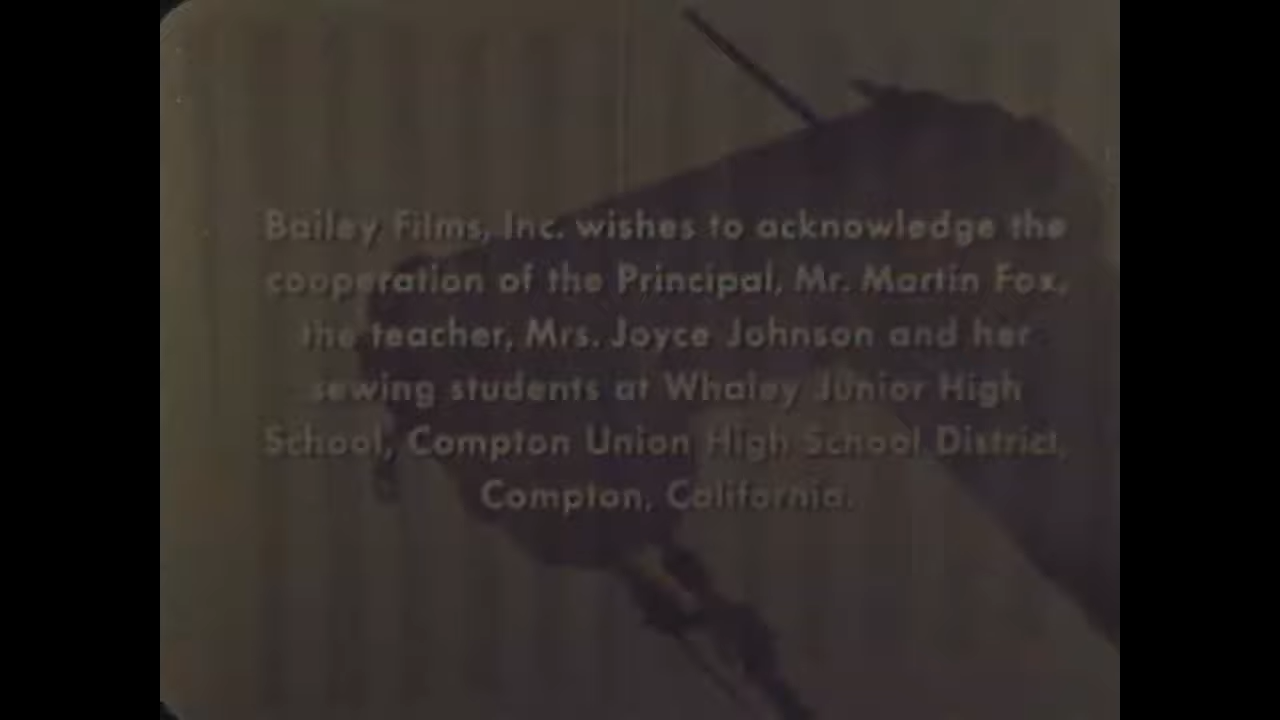 Bailey Films, Inc. wishes to acknowledge the
cooperation of the Principal, Mr. Martin Fox,
the teacher, Mrs. Joyce Johnson and her
sewing students at Whaley Junior High
School, Compton Union High School District,
Compton, California.